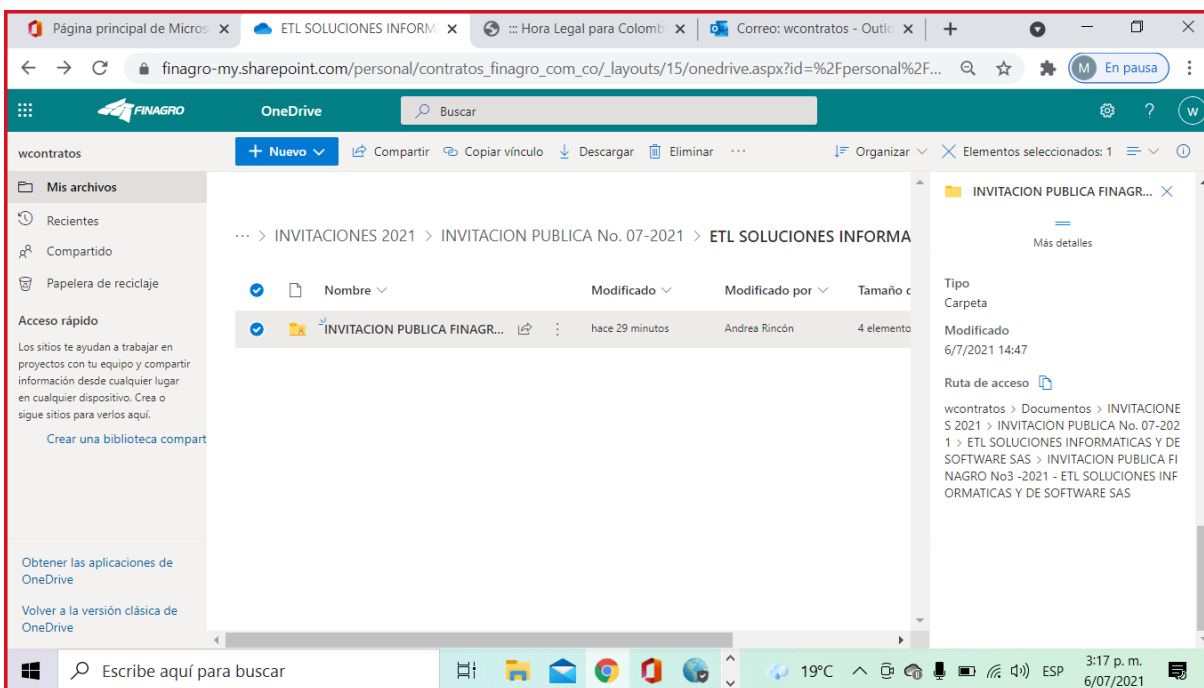 Página principal de Micros
ETL SOLUCIONES INFORM
::: Hora Legal para Colomb
Correo: wcontratos - Outlo
finagro-my.sharepoint.com/personal/contratos_finagro_com_co/_layouts/15/onedrive.aspx?id=%2Fpersonal%2F...
M En pausa
FINAGRO
OneDrive
Buscar
?
W
wcontratos
Nuevo
Compartir
Copiar vínculo
Descargar
Eliminar
...
Organizar
Elementos seleccionados: 1
Mis archivos
Recientes
Compartido
Papelera de reciclaje
Acceso rápido
Los sitios te ayudan a trabajar en
proyectos con tu equipo y compartir
información desde cualquier lugar
en cualquier dispositivo. Crea o
sigue sitios para verlos aquí.
Crear una biblioteca compart
Obtener las aplicaciones de
OneDrive
Volver a la versión clásica de
OneDrive
... > INVITACIONES 2021 > INVITACION PUBLICA No. 07-2021 > ETL SOLUCIONES INFORMA
Nombre Modificado Modificado por Tamaño c
INVITACION PUBLICA FINAGR... hace 29 minutos Andrea Rincón 4 elemento
INVITACION PUBLICA FINAGR...
Más detalles
Tipo
Carpeta
Modificado
6/7/2021 14:47
Ruta de acceso
wcontratos > Documentos > INVITACIONE
S 2021 > INVITACION PUBLICA No. 07-202
1 > ETL SOLUCIONES INFORMATICAS Y DE
SOFTWARE SAS > INVITACION PUBLICA FI
NAGRO No3 -2021 - ETL SOLUCIONES INF
ORMATICAS Y DE SOFTWARE SAS
Escribe aquí para buscar
19°C
ESP
3:17 p. m.
6/07/2021